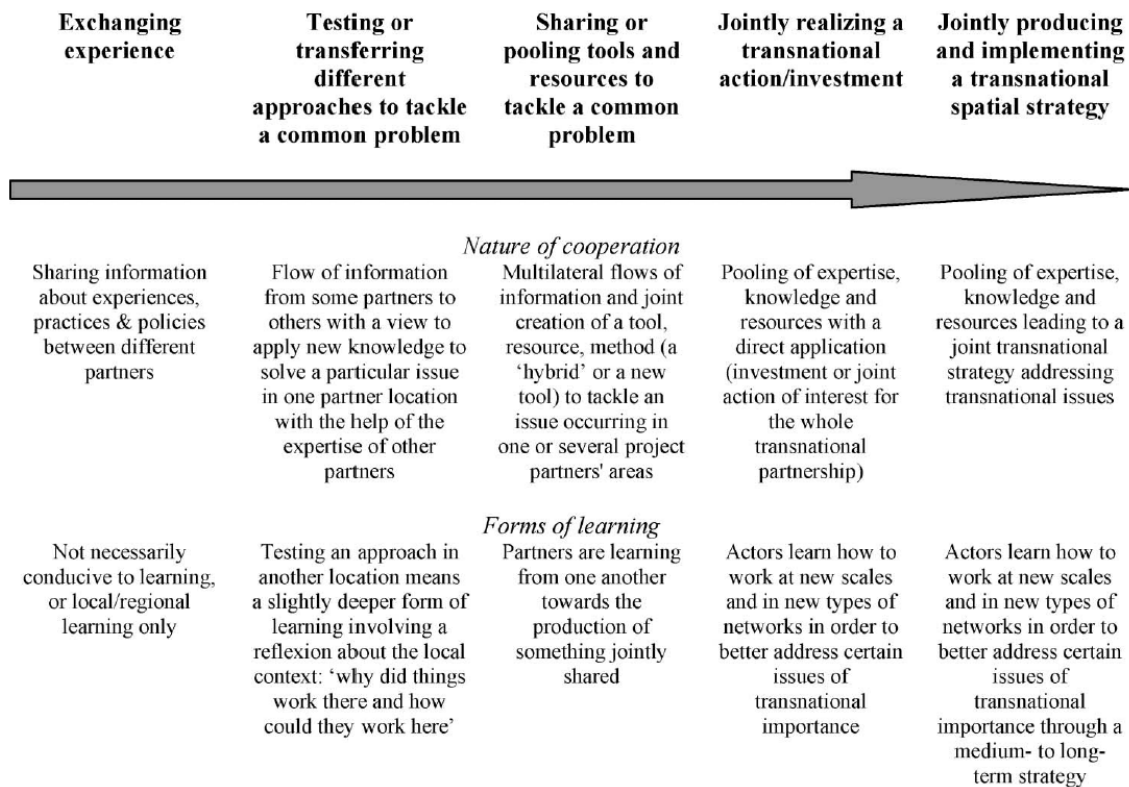 Exchanging
experience
Testing or
transferring
different
approaches to tackle
a common problem
Sharing or
pooling tools and
resources to
tackle a common
problem
Jointly realizing a
transnational
action/investment
Jointly producing
and implementing
a transnational
spatial strategy
Nature of cooperation
Sharing information
about experiences,
practices & policies
between different
partners
Flow of information
from some partners to
others with a view to
apply new knowledge to
solve a particular issue
in one partner location
with the help of the
expertise of other
partners
Multilateral flows of
information and joint
creation of a tool,
resource, method (a
‘hybrid’ or a new
tool) to tackle an
issue occurring in
one or several project
partners' areas
Pooling of expertise,
knowledge and
resources with a
direct application
(investment or joint
action of interest for
the whole
transnational
partnership)
Pooling of expertise,
knowledge and
resources leading to a
joint transnational
strategy addressing
transnational issues
Forms of learning
Not necessarily
conducive to learning,
or local/regional
learning only
Testing an approach in
another location means
a slightly deeper form of
learning involving a
reflexion about the local
context: ‘why did things
work there and how
could they work here’
Partners are learning
from one another
towards the
production of
something jointly
shared
Actors learn how to
work at new scales
and in new types of
networks in order to
better address certain
issues of
transnational
importance
Actors learn how to
work at new scales
and in new types of
networks in order to
better address certain
issues of
transnational
importance through a
medium- to long-
term strategy